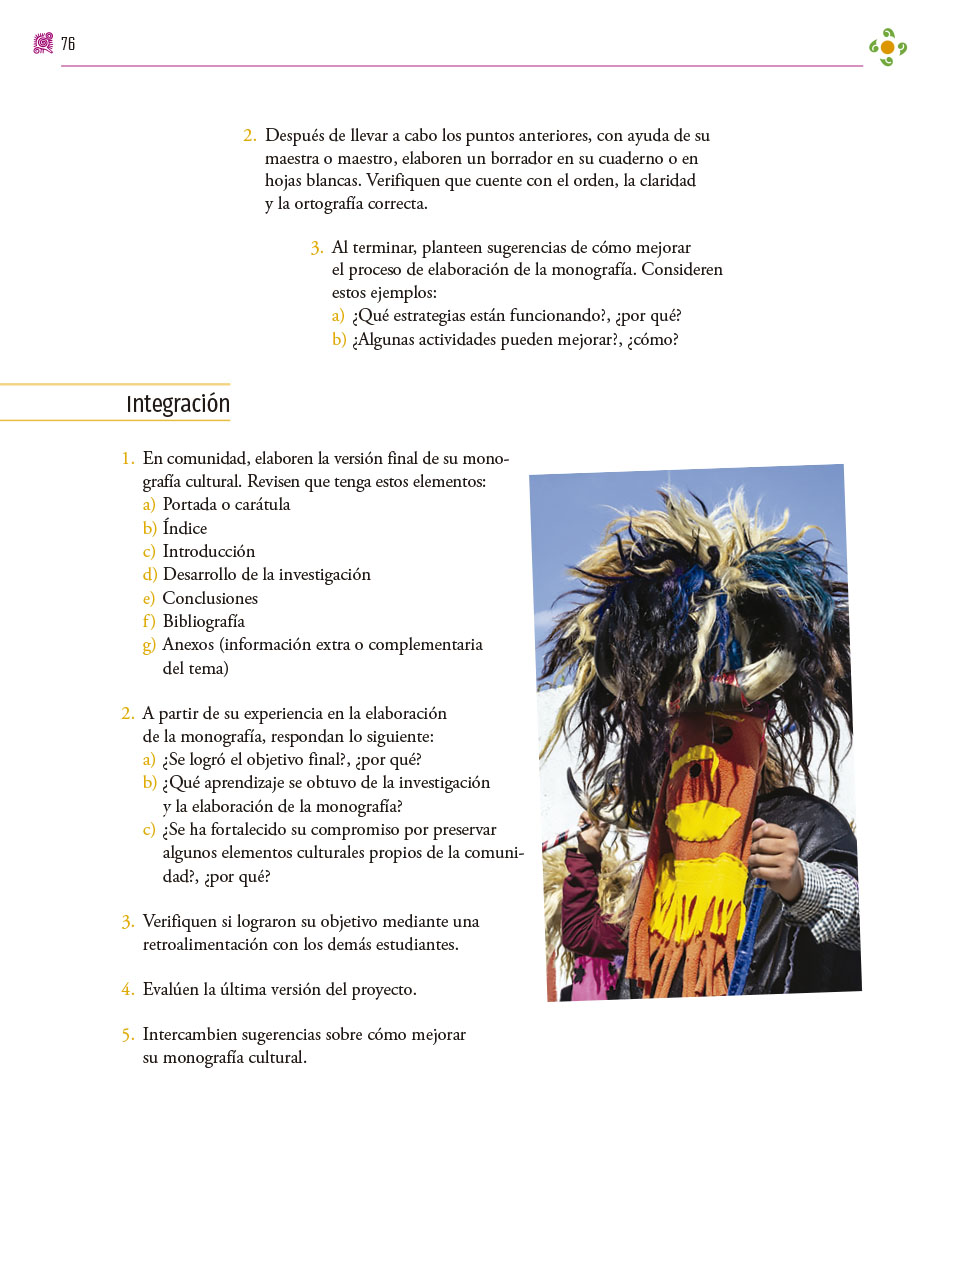 76
2. Después de llevar a cabo los puntos anteriores, con ayuda de su
maestra o maestro, elaboren un borrador en su cuaderno o en
hojas blancas. Verifiquen que cuente con el orden, la claridad
y la ortografía correcta.
3. Al terminar, planteen sugerencias de cómo mejorar
el proceso de elaboración de la monografía. Consideren
estos ejemplos:
a) ¿Qué estrategias están funcionando?, ¿por qué?
b) ¿Algunas actividades pueden mejorar?, ¿cómo?
Integración
1. En comunidad, elaboren la versión final de su mono-
grafía cultural. Revisen que tenga estos elementos:
a) Portada o carátula
b) Índice
c) Introducción
d) Desarrollo de la investigación
e) Conclusiones
f) Bibliografía
g) Anexos (información extra o complementaria
del tema)
2. A partir de su experiencia en la elaboración
de la monografía, respondan lo siguiente:
a) ¿Se logró el objetivo final?, ¿por qué?
b) ¿Qué aprendizaje se obtuvo de la investigación
y la elaboración de la monografía?
c) ¿Se ha fortalecido su compromiso por preservar
algunos elementos culturales propios de la comuni-
dad?, ¿por qué?
3. Verifiquen si lograron su objetivo mediante una
retroalimentación con los demás estudiantes.
4. Evalúen la última versión del proyecto.
5. Intercambien sugerencias sobre cómo mejorar
su monografía cultural.